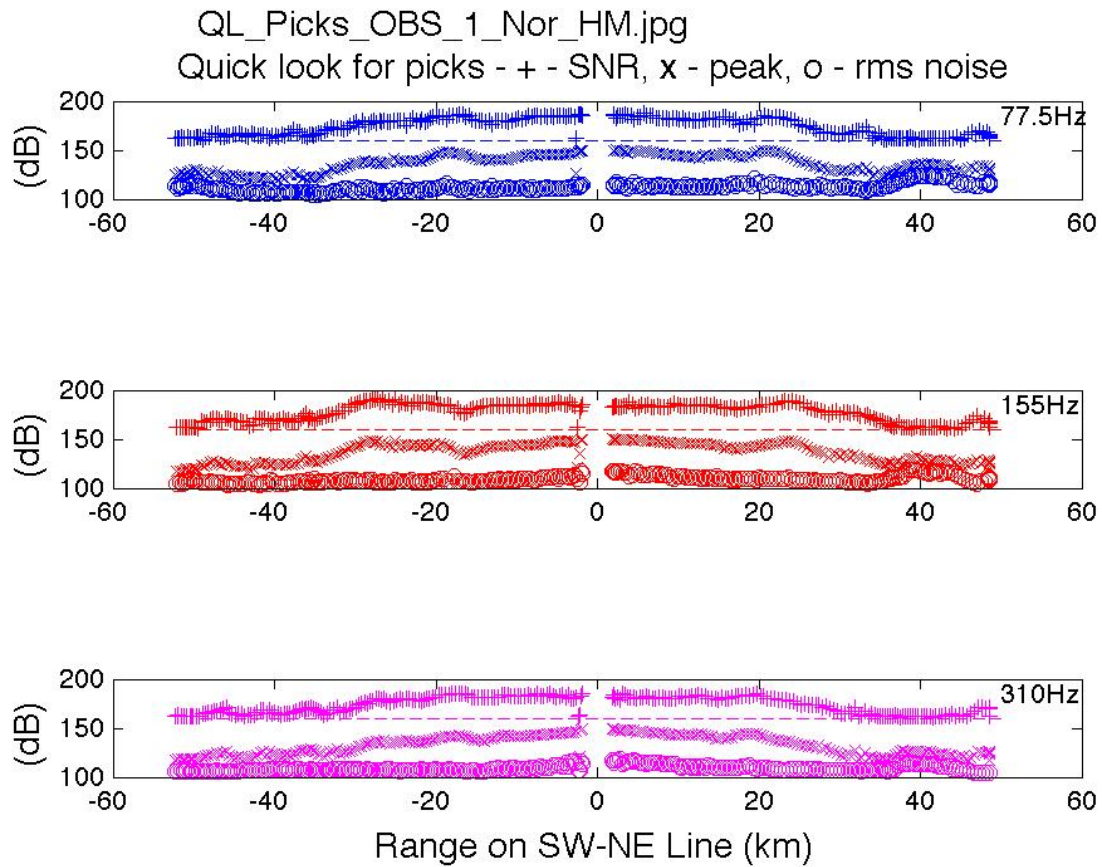 QL_Picks_OBS_1_Nor_HM.jpg
Quick look for picks - + - SNR, x - peak, o - rms noise
200
150
100
(dB)
77.5Hz
-60 -40 -20 0 20 40 60
200
150
100
(dB)
155Hz
-60 -40 -20 0 20 40 60
200
150
100
(dB)
310Hz
-60 -40 -20 0 20 40 60
Range on SW-NE Line (km)